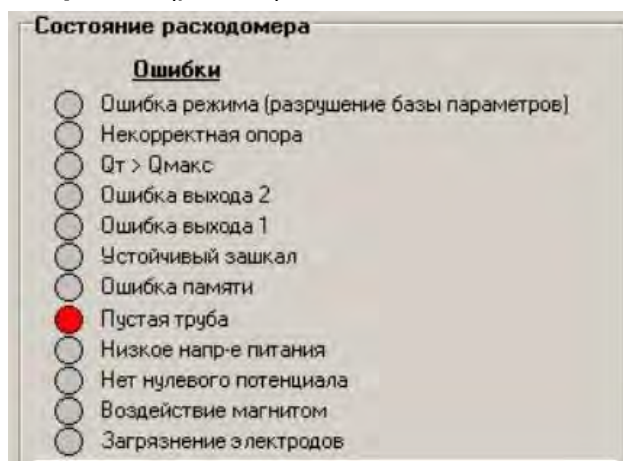 Состояние расходомера
Ошибки
Ошибка режима (разрушение базы параметров)
Некорректная опора
Qт > Qмакс
Ошибка выхода 2
Ошибка выхода 1
Устойчивый зашкал
Ошибка памяти
Пустая труба
Низкое напр-е питания
Нет нулевого потенциала
Воздействие магнитом
Загрязнение электродов